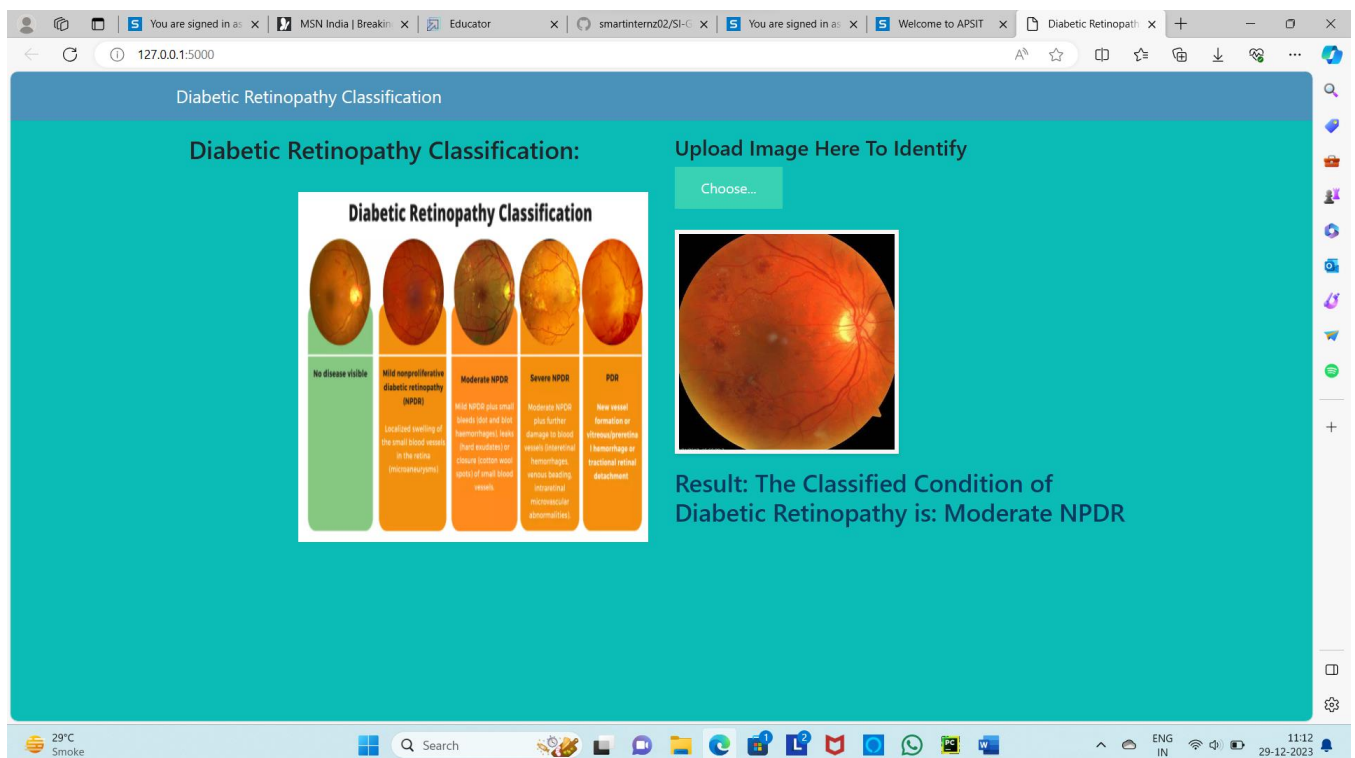 You are signed in as
MSN India | Breakin
Educator
smartinternz02/SI-G
You are signed in as
Welcome to APSIT
Diabetic Retinopath
127.0.0.1:5000
Diabetic Retinopathy Classification
Diabetic Retinopathy Classification:
Diabetic Retinopathy Classification
No disease visible
Mild nonproliferative
diabetic retinopathy
(NPDR)
Localized swelling of
the small blood vessels
in the retina
(microaneurysms)
Moderate NPDR
Mild NPDR plus small
bleeds (dot and blot
haemorrhages), leaks
(hard exudates) or
closure (cotton wool
spots) of small blood
vessels
Severe NPDR
Moderate NPDR
plus further
damage to blood
vessels (interetinal
hemorrhages,
venous beading,
intraretinal
microvascular
abnormalities).
PDR
New vessel
formation or
vitreous/preretina
l hemorrhage or
tractional retinal
detachment
Upload Image Here To Identify
Choose...
Result: The Classified Condition of
Diabetic Retinopathy is: Moderate NPDR
29°C
Smoke
Search
ENG
IN
11:12
29-12-2023